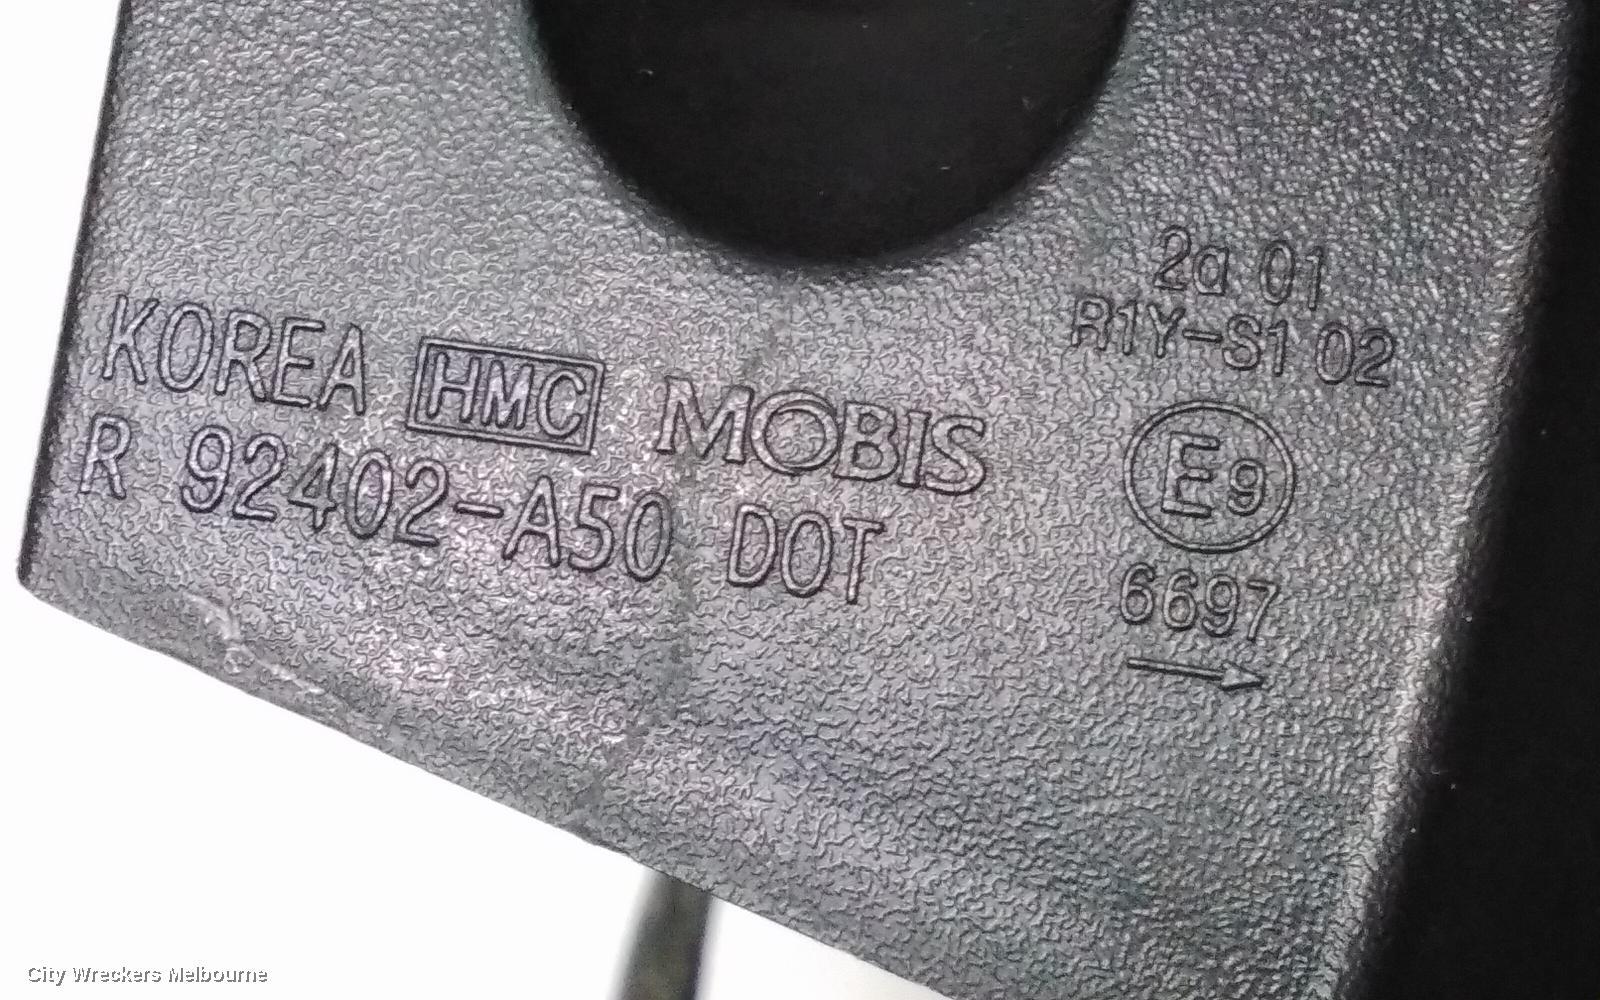 KOREA HMC MOBIS
R 92402-A50 DOT
2a 01
R1Y-S1 02
E9
6697
City Wreckers Melbourne